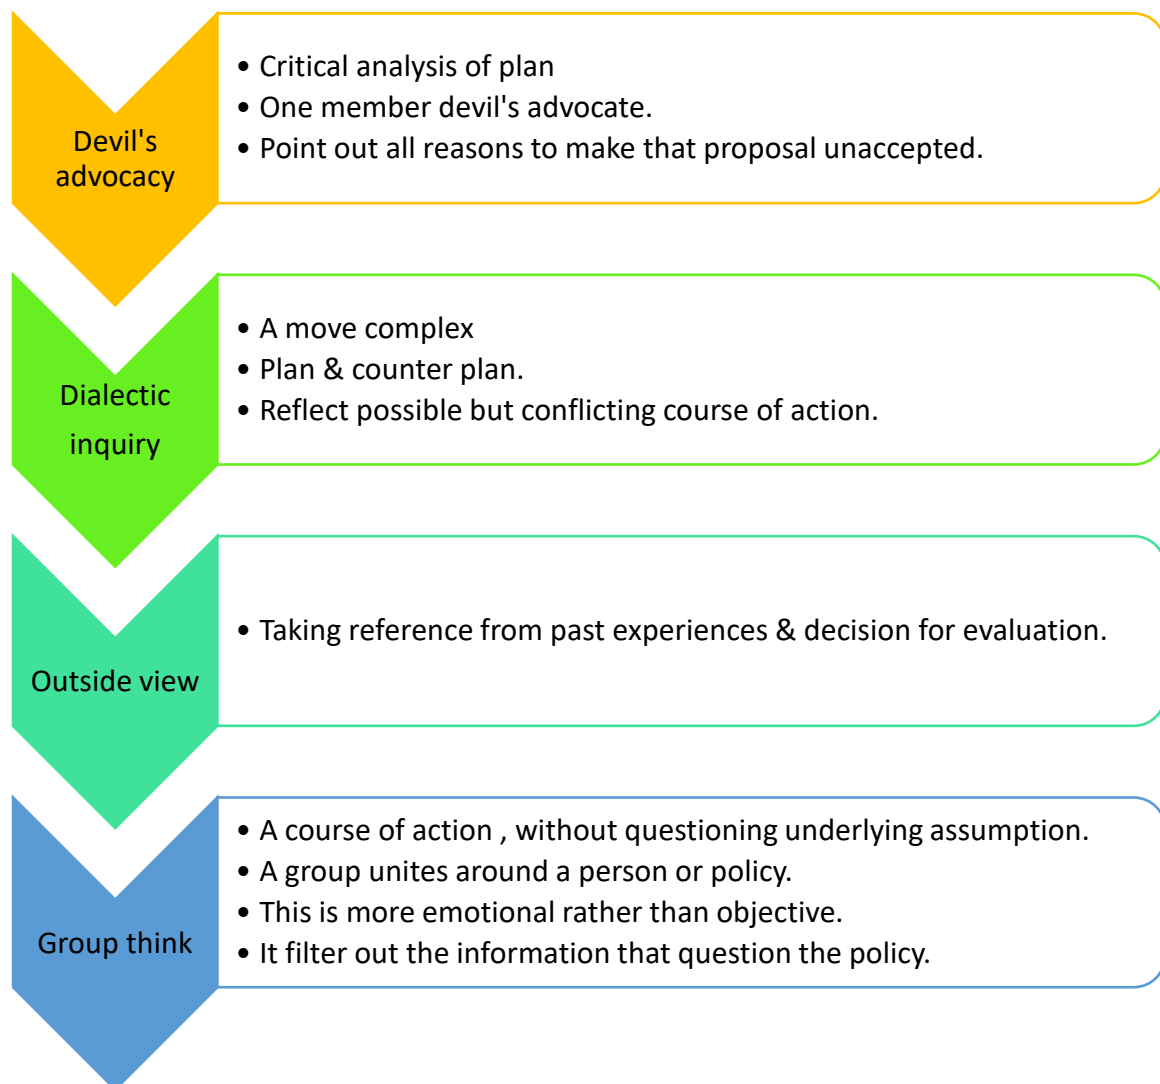 Devil's
advocacy
• Critical analysis of plan
• One member devil's advocate.
• Point out all reasons to make that proposal unaccepted.
Dialectic
inquiry
• A move complex
• Plan & counter plan.
• Reflect possible but conflicting course of action.
Outside view
• Taking reference from past experiences & decision for evaluation.
Group think
• A course of action , without questioning underlying assumption.
• A group unites around a person or policy.
• This is more emotional rather than objective.
• It filter out the information that question the policy.